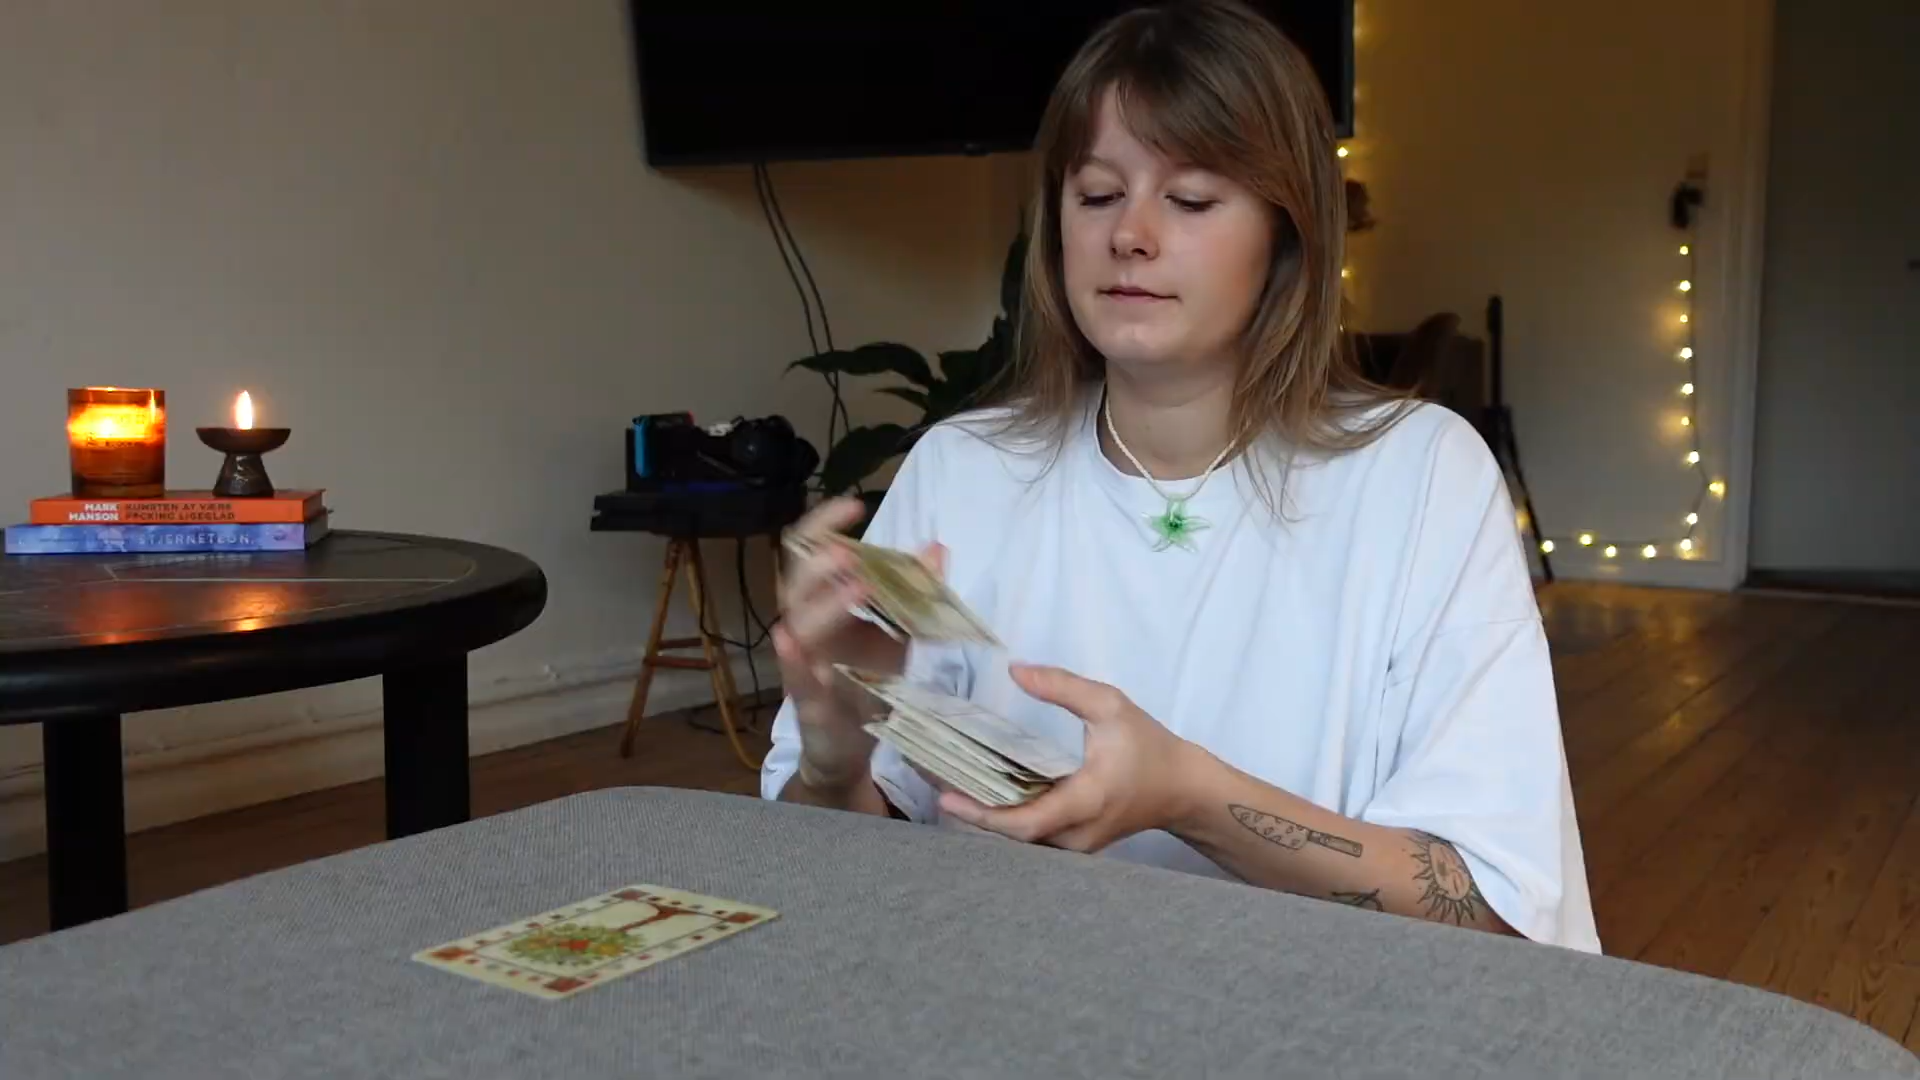 MARK MANSON
KUNSTEN AT VÆRE
F*CKING LIGEGLAD
STJERNETEGN